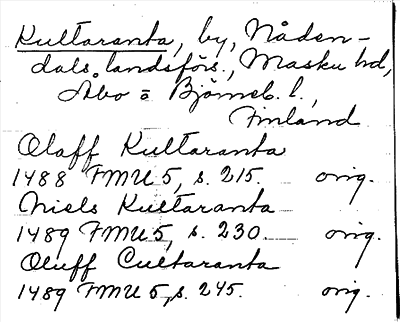 Kultaranta, by, Nåden-
dals landsförs., Masku hd,
Åbo o Björneb. l.,
Finland
Olaff Kultaranta
1488 FMU 5, s. 215. orig.
Niels Kultaranta
1489 FMU 5, s. 230. orig.
Oluff Cultaranta
1489 FMU 5, s. 245. orig.